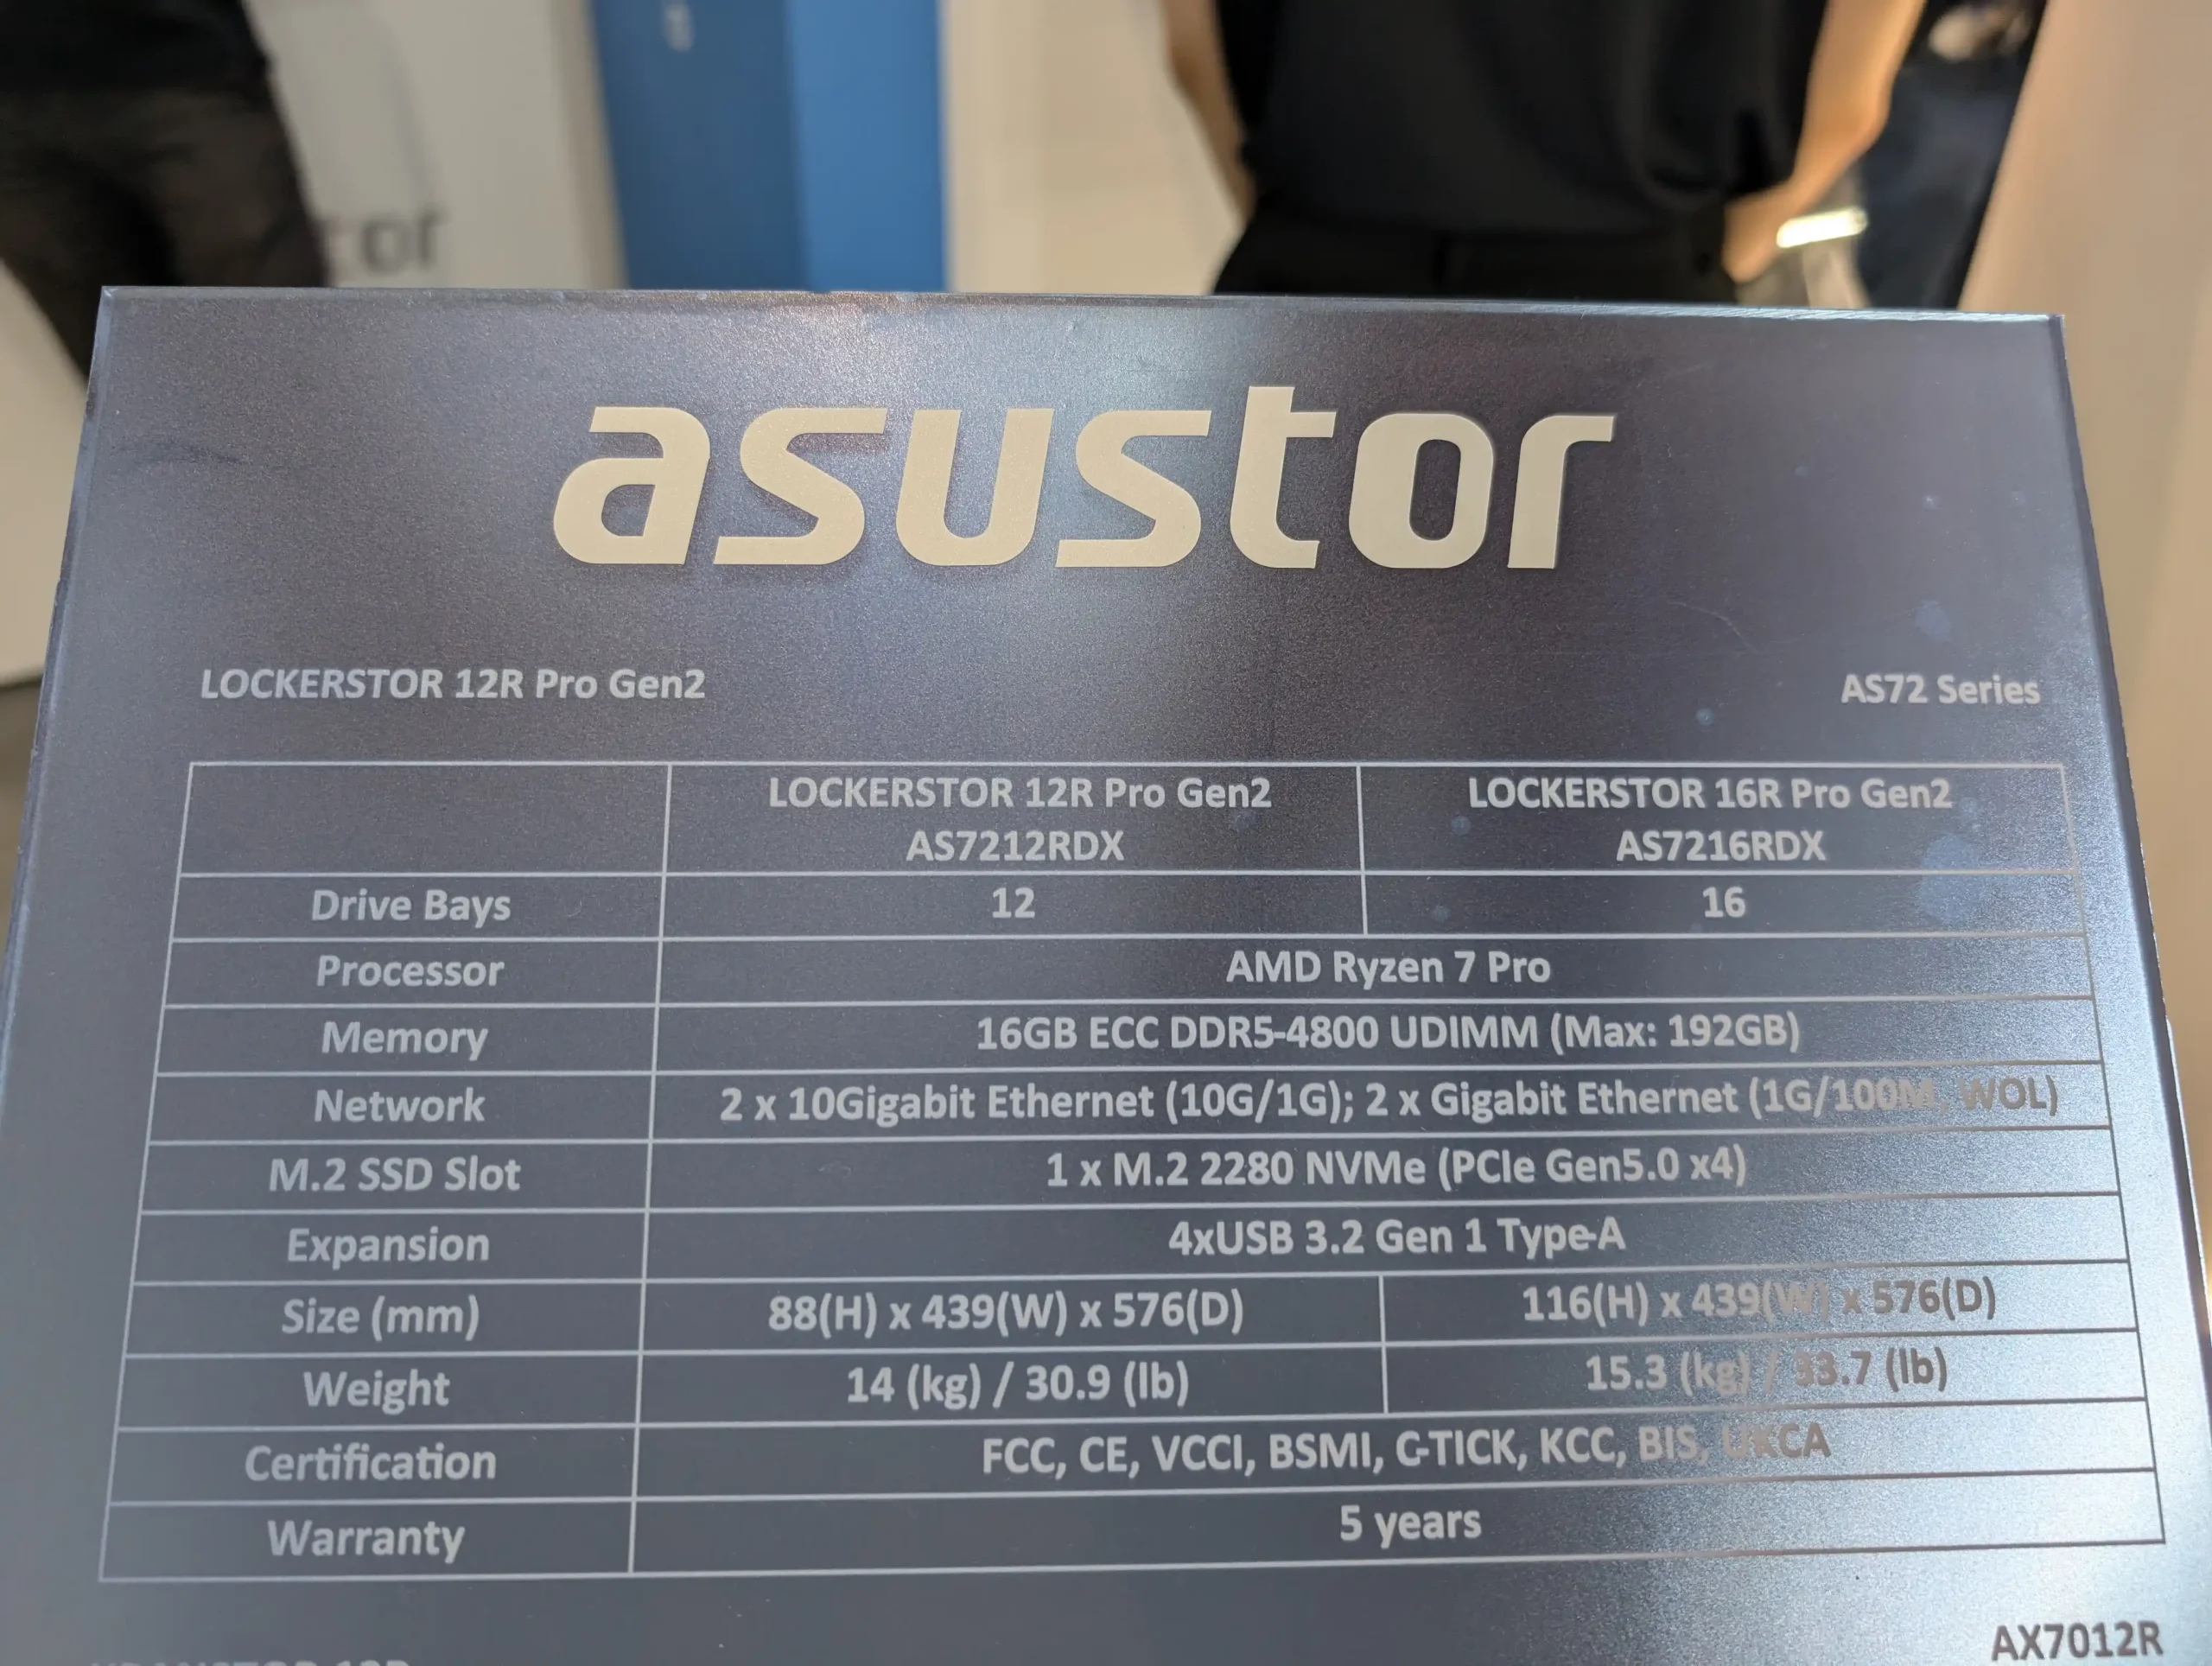 tor
asustor
LOCKERSTOR 12R Pro Gen2 AS72 Series
LOCKERSTOR 12R Pro Gen2 LOCKERSTOR 16R Pro Gen2
AS7212RDX AS7216RDX
Drive Bays 12 16
Processor AMD Ryzen 7 Pro
Memory 16GB ECC DDR5-4800 UDIMM (Max: 192GB)
Network 2 x 10Gigabit Ethernet (10G/1G); 2 x Gigabit Ethernet (1G/100M, WOL)
M.2 SSD Slot 1 x M.2 2280 NVMe (PCIe Gen5.0 x4)
Expansion 4xUSB 3.2 Gen 1 Type-A
Size (mm) 88(H) x 439(W) x 576(D) 116(H) x 439(W) x 576(D)
Weight 14 (kg) / 30.9 (lb) 15.3 (kg) / 33.7 (lb)
Certification FCC, CE, VCCI, BSMI, C-TICK, KCC, BIS, UKCA
Warranty 5 years
AX7012R